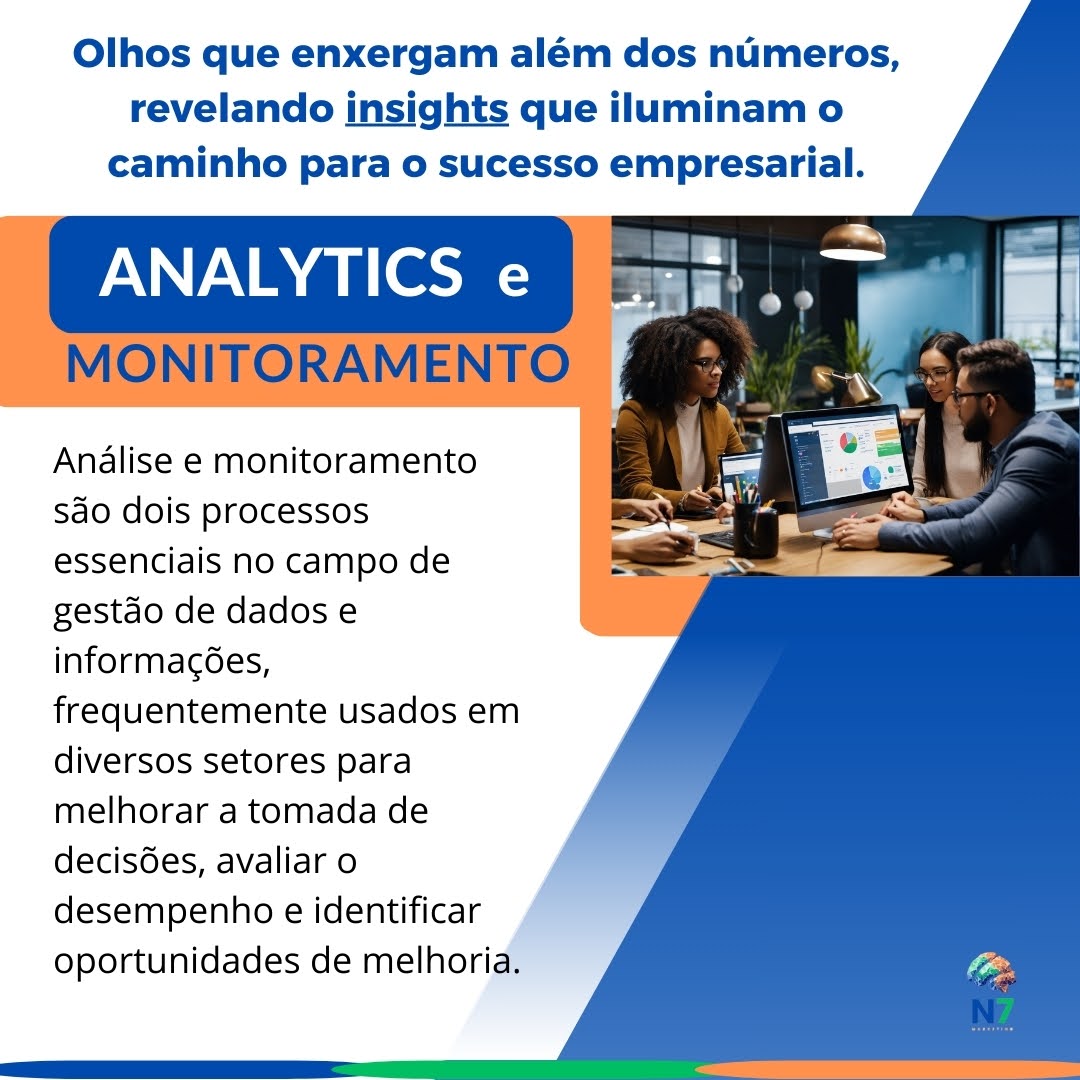 Olhos que enxergam além dos números,
revelando insights que iluminam o
caminho para o sucesso empresarial.
ANALYTICS e
MONITORAMENTO
Análise e monitoramento
são dois processos
essenciais no campo de
gestão de dados e
informações,
frequentemente usados em
diversos setores para
melhorar a tomada de
decisões, avaliar o
desempenho e identificar
oportunidades de melhoria.
N7
MARKETING